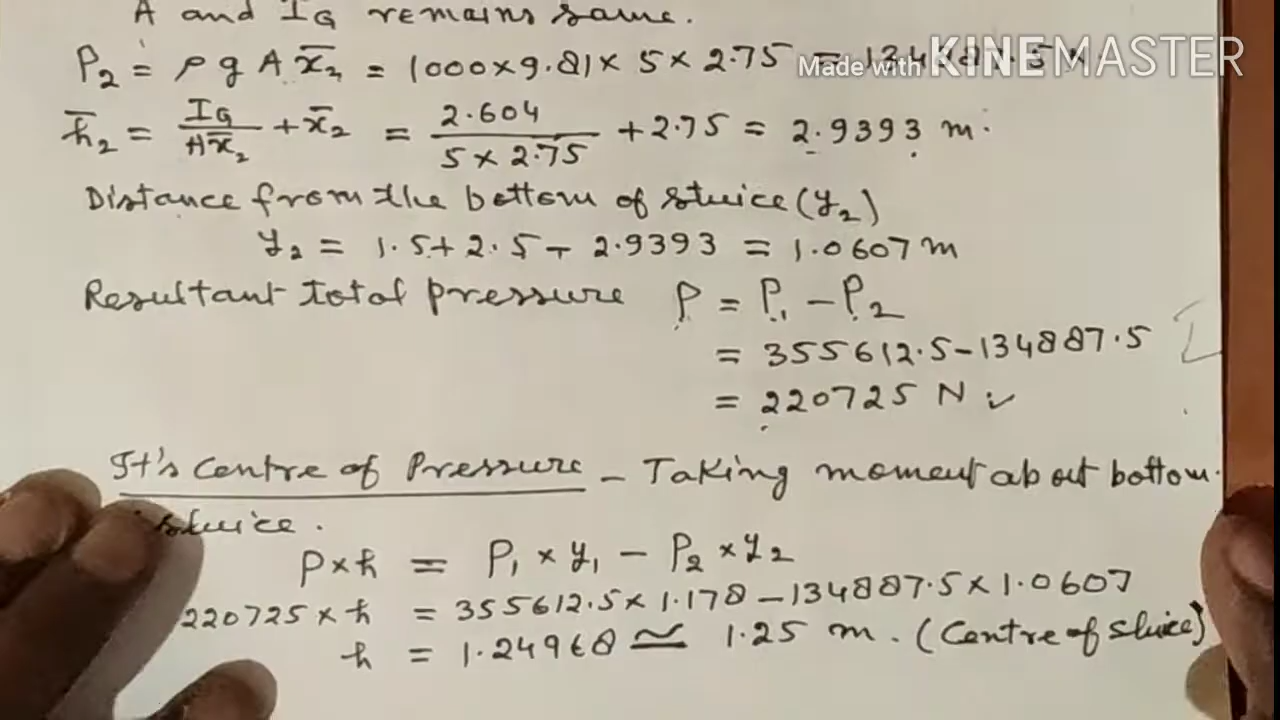 A and IG remains same.
P₂ = ρ g A x̄₂ = 1000×9.81× 5 × 2.75 =
Made with KINEMASTER
h̄₂ = IG/Ax̄₂ + x̄₂ = 2.604/5 × 2.75 + 2.75 = 2.9393 m.
Distance from the bottom of sluice (y₂)
y₂ = 1.5 + 2.5 - 2.9393 = 1.0607 m
Resultant total pressure P = P₁ - P₂
= 355612.5 - 134887.5
= 220725 N
It's Centre of Pressure - Taking moment about bottom
sluice.
P × h = P₁ × y₁ - P₂ × y₂
220725 × h = 355612.5 × 1.178 - 134887.5 × 1.0607
h = 1.24968 ≃ 1.25 m. (Centre of Sluice)